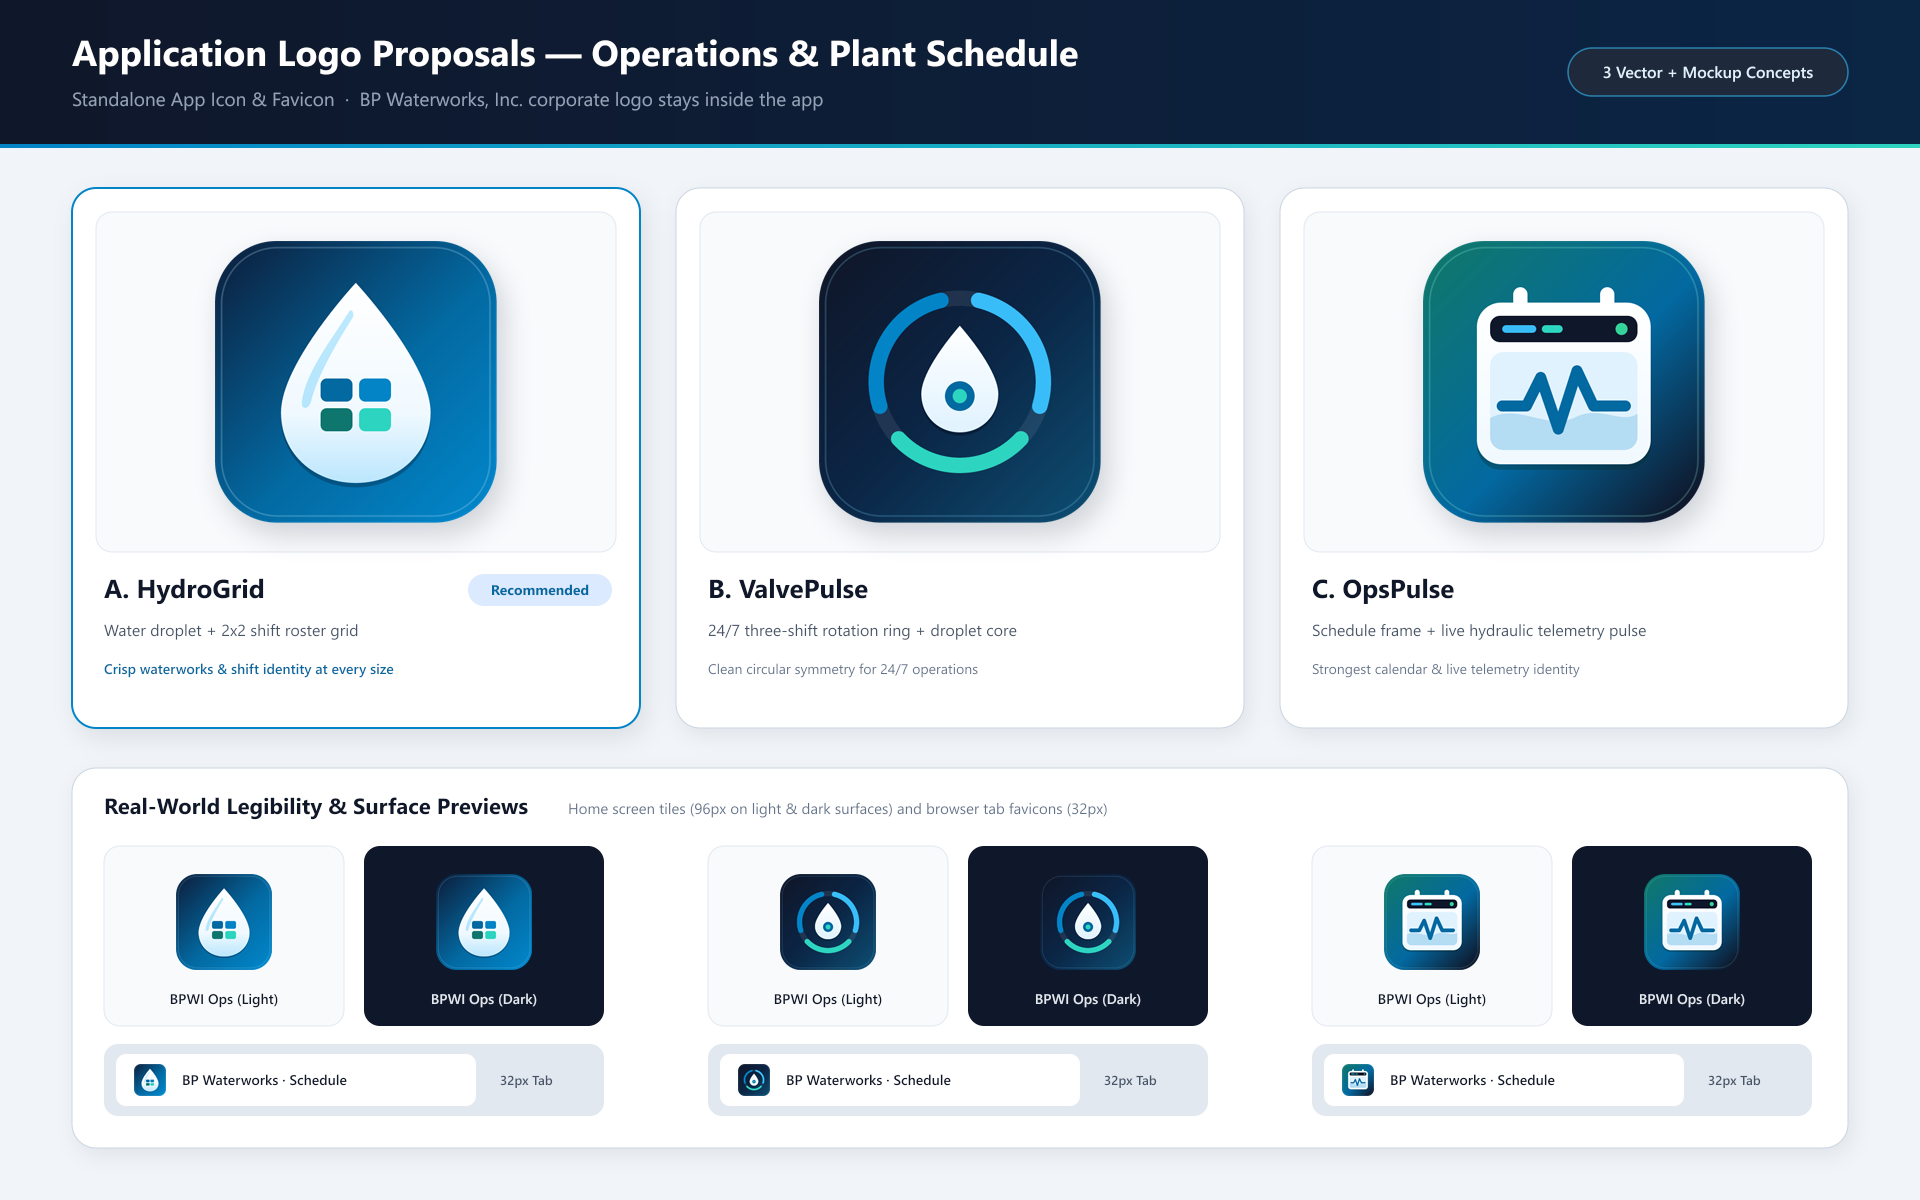 Application Logo Proposals — Operations & Plant Schedule
Standalone App Icon & Favicon · BP Waterworks, Inc. corporate logo stays inside the app
3 Vector + Mockup Concepts
A. HydroGrid
Recommended
Water droplet + 2x2 shift roster grid
Crisp waterworks & shift identity at every size
B. ValvePulse
24/7 three-shift rotation ring + droplet core
Clean circular symmetry for 24/7 operations
C. OpsPulse
Schedule frame + live hydraulic telemetry pulse
Strongest calendar & live telemetry identity
Real-World Legibility & Surface Previews
Home screen tiles (96px on light & dark surfaces) and browser tab favicons (32px)
BPWI Ops (Light)
BPWI Ops (Dark)
BPWI Ops (Light)
BPWI Ops (Dark)
BPWI Ops (Light)
BPWI Ops (Dark)
BP Waterworks · Schedule
32px Tab
BP Waterworks · Schedule
32px Tab
BP Waterworks · Schedule
32px Tab